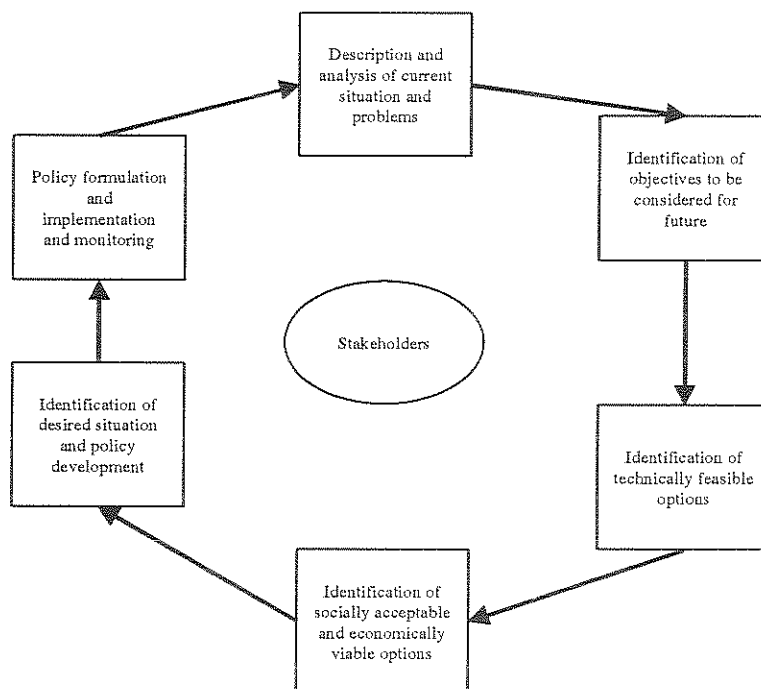 Description and
analysis of current
situation and
problems
Identification of
objectives to be
considered for
future
Identification of
technically feasible
options
Identification of
socially acceptable
and economically
viable options
Identification of
desired situation
and policy
development
Policy formulation
and
implementation
and monitoring
Stakeholders